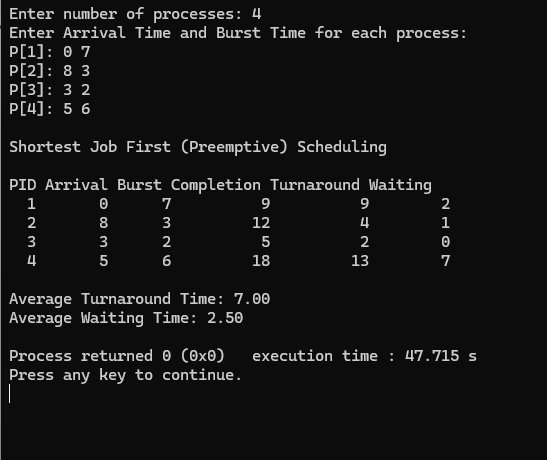 Enter number of processes: 4
Enter Arrival Time and Burst Time for each process:
P[1]: 0 7
P[2]: 8 3
P[3]: 3 2
P[4]: 5 6
Shortest Job First (Preemptive) Scheduling
PID Arrival Burst Completion Turnaround Waiting
1 0 7 9 9 2
2 8 3 12 4 1
3 3 2 5 2 0
4 5 6 18 13 7
Average Turnaround Time: 7.00
Average Waiting Time: 2.50
Process returned 0 (0x0) execution time : 47.715 s
Press any key to continue.